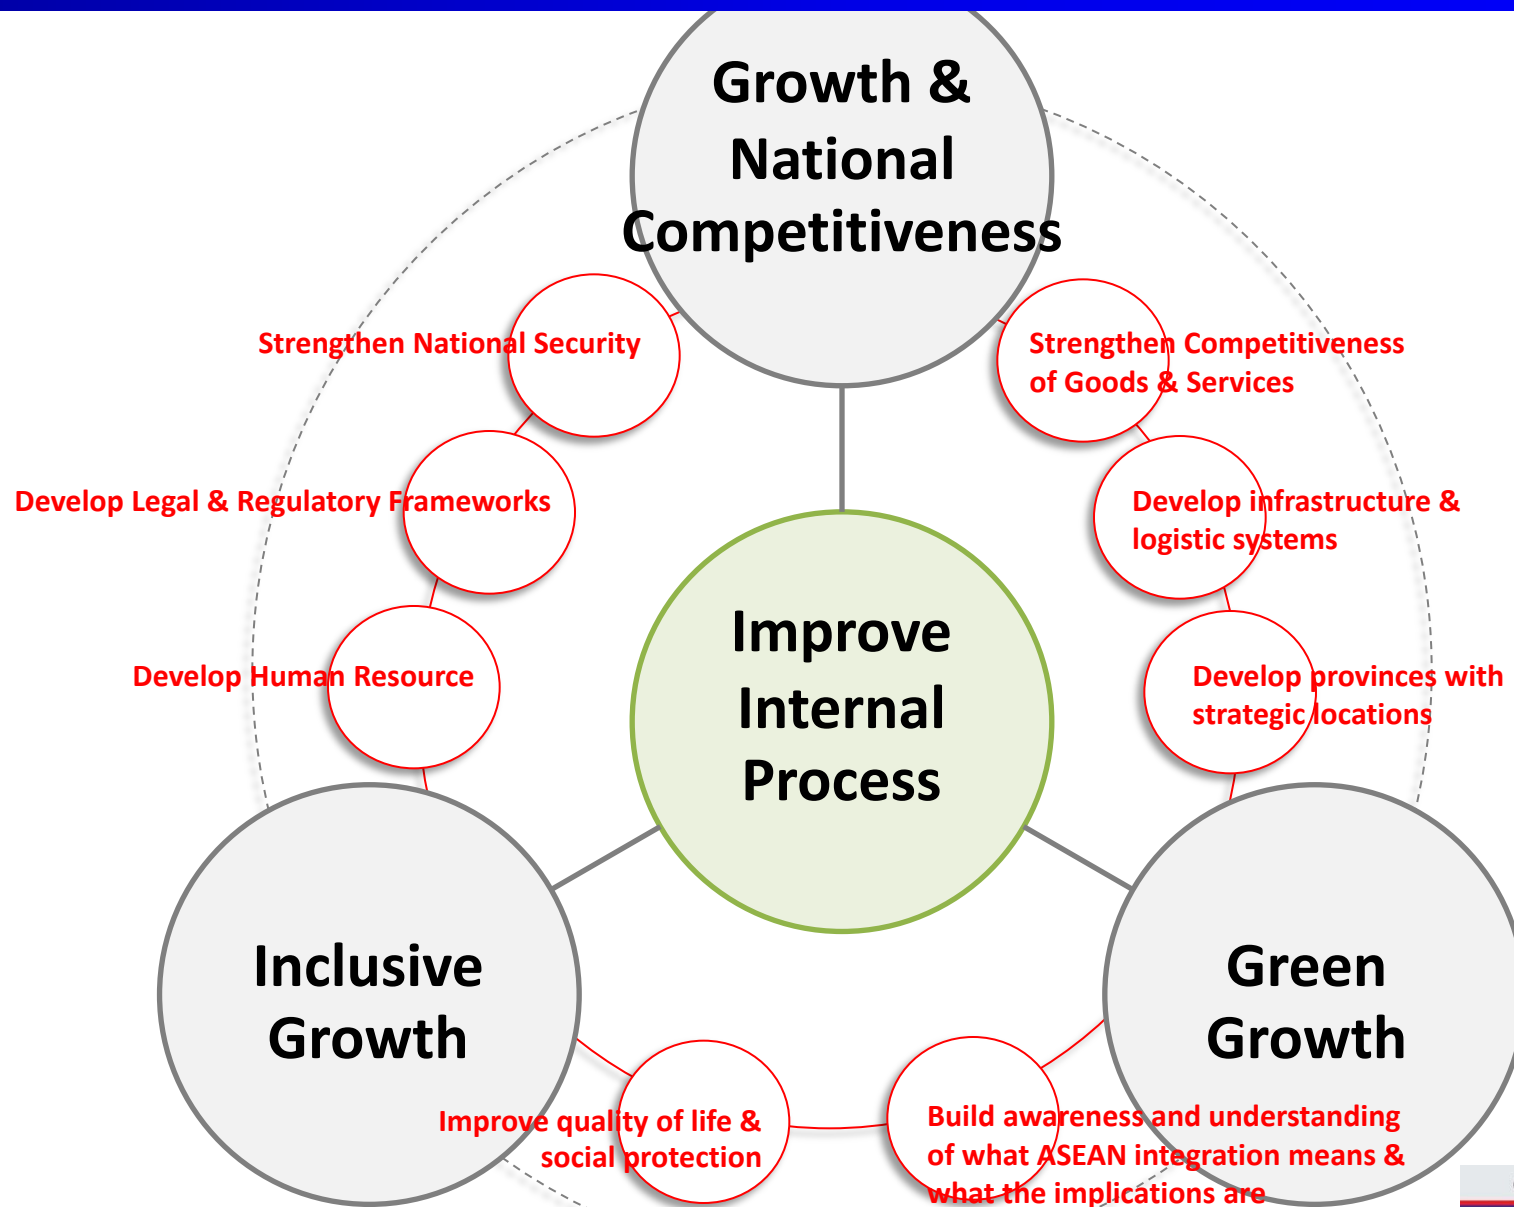 Growth &
National
Competitiveness
Strengthen National Security
Strengthen Competitiveness
of Goods & Services
Develop Legal & Regulatory Frameworks
Develop infrastructure &
logistic systems
Improve
Internal
Process
Develop Human Resource
Develop provinces with
strategic locations
Inclusive
Growth
Green
Growth
Improve quality of life &
social protection
Build awareness and understanding
of what ASEAN integration means &
what the implications are